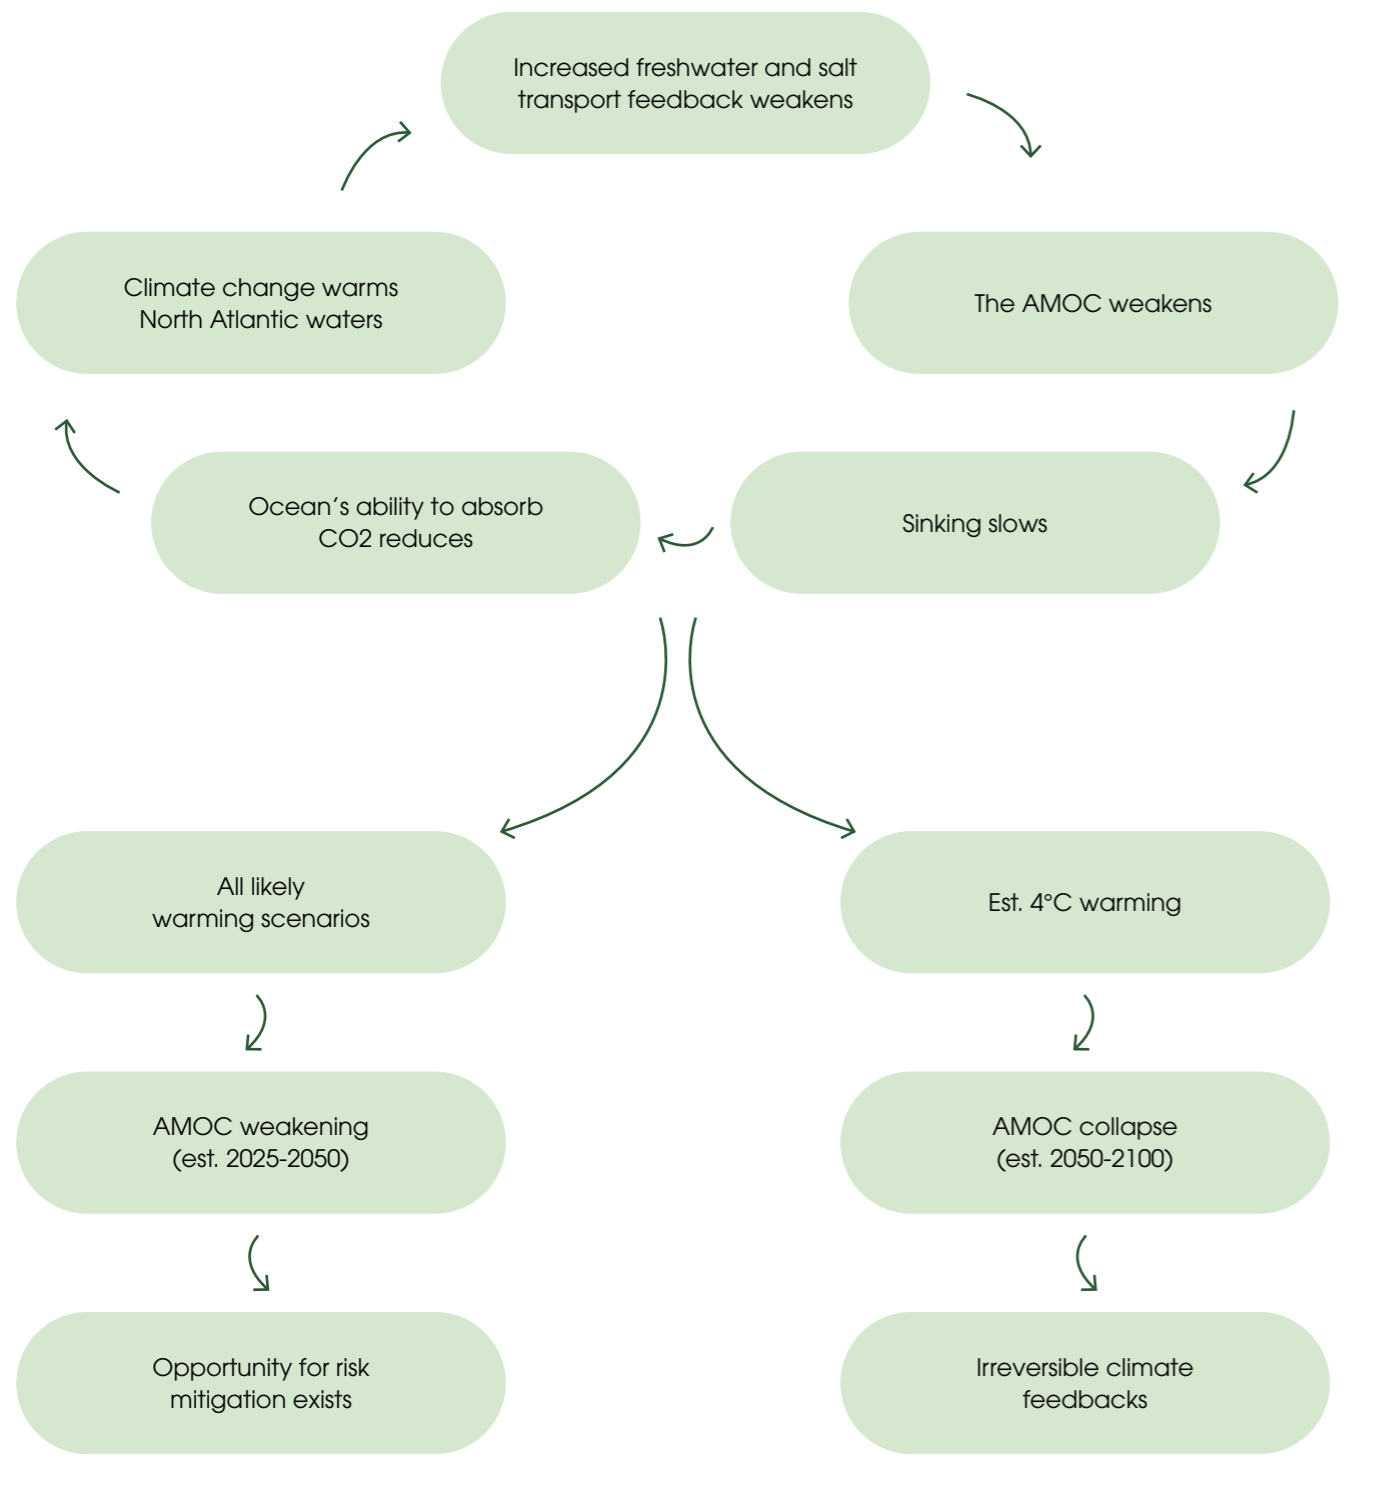 Increased freshwater and salt
transport feedback weakens
Climate change warms
North Atlantic waters
The AMOC weakens
Ocean's ability to absorb
CO2 reduces
Sinking slows
All likely
warming scenarios
Est. 4°C warming
AMOC weakening
(est. 2025-2050)
AMOC collapse
(est. 2050-2100)
Opportunity for risk
mitigation exists
Irreversible climate
feedbacks